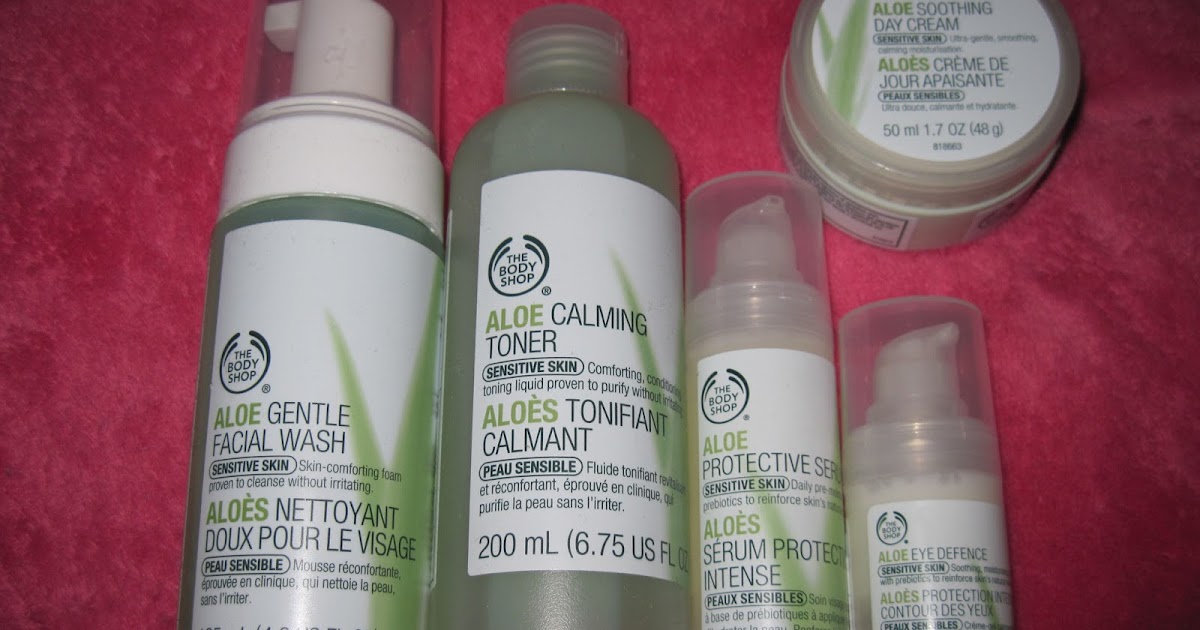 THE
BODY
SHOP
®
ALOE GENTLE
FACIAL WASH
SENSITIVE SKIN Skin-comforting foam
proven to cleanse without irritating.
ALOÈS NETTOYANT
DOUX POUR LE VISAGE
PEAU SENSIBLE Mousse réconfortante,
éprouvée en clinique, qui nettoie la peau,
sans l'irriter.
THE
BODY
SHOP
®
ALOE CALMING
TONER
SENSITIVE SKIN Comforting, conditioning
toning liquid proven to purify without
ALOÈS TONIFIANT
CALMANT
PEAU SENSIBLE Fluide tonifiant
et réconfortant, éprouvé en clinique, qui
purifie la peau sans l'irriter.
200 mL (6.75 US FL OZ
THE
BODY
SHOP
®
ALOE
PROTECTIVE SERU
SENSITIVE SKIN Daily
prebiotics to reinforce skin's
ALOÈS
SÉRUM PROTECTI
INTENSE
PEAUX SENSIBLES Soin
à base de prébiotiques à
ALOE SOOTHING
DAY CREAM
SENSITIVE SKIN Ultra-gentle, smoothing,
calming moisturisation.
ALOÈS CRÈME DE
JOUR APAISANTE
PEAUX SENSIBLES
Ultra douce, calmante et hydratante.
50 ml 1.7 OZ (48 g)
818663
THE
BODY
SHOP
ALOE EYE DEFENCE
SENSITIVE SKIN Soothing,
with prebiotics to reinforce skin's
ALOÈS PROTECTION
CONTOUR DES YEUX
PEAUX SENSIBLES